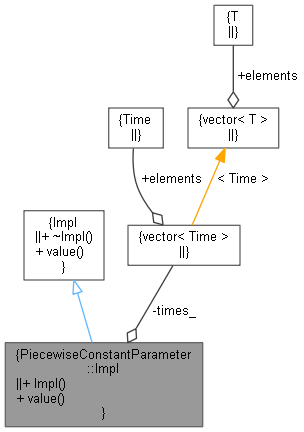 {T
||}
+elements
{Time
||}
{vector< T >
||}
+elements
< Time >
{Impl
||+ ~Impl()
+ value()
}
{vector< Time >
||}
-times_
{PiecewiseConstantParameter
::Impl
||+ Impl()
+ value()
}